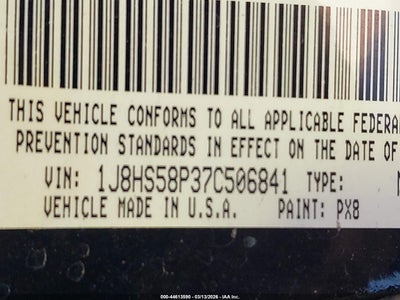 THIS VEHICLE CONFORMS TO ALL APPLICABLE FEDERA
PREVENTION STANDARDS IN EFFECT ON THE DATE OF
VIN: 1J8HS58P37C506841 TYPE:
VEHICLE MADE IN U.S.A. PAINT: PX8
000-44613590 - 03/13/2026 - IAA Inc.